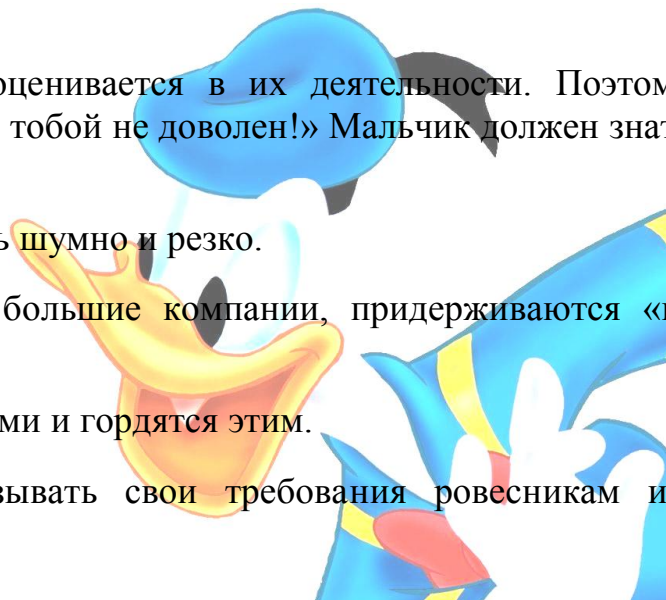 оценивается в их деятельности. Поэтом
тобой не доволен!» Мальчик должен знат
ь шумно и резко.
большие компании, придерживаются «
ми и гордятся этим.
зывать свои требования ровесникам и